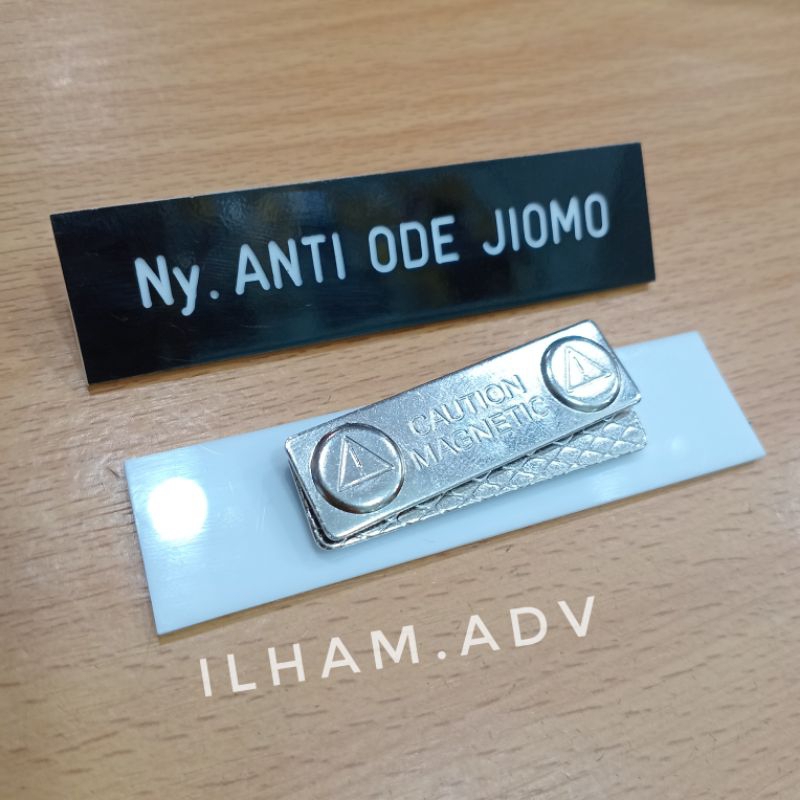 Ny. ANTI ODE JIOMO
CAUTION
MAGNETIC
ILHAM.ADV